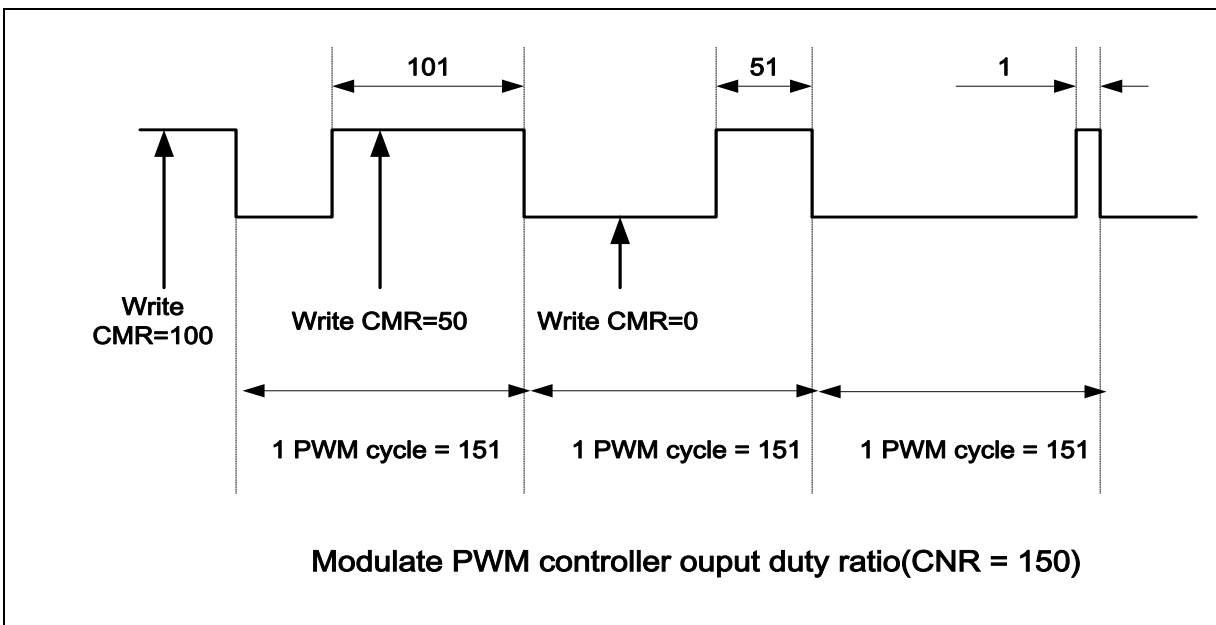 101
51
1
Write
CMR=100
Write CMR=50
Write CMR=0
1 PWM cycle = 151
1 PWM cycle = 151
1 PWM cycle = 151
Modulate PWM controller ouput duty ratio(CNR = 150)